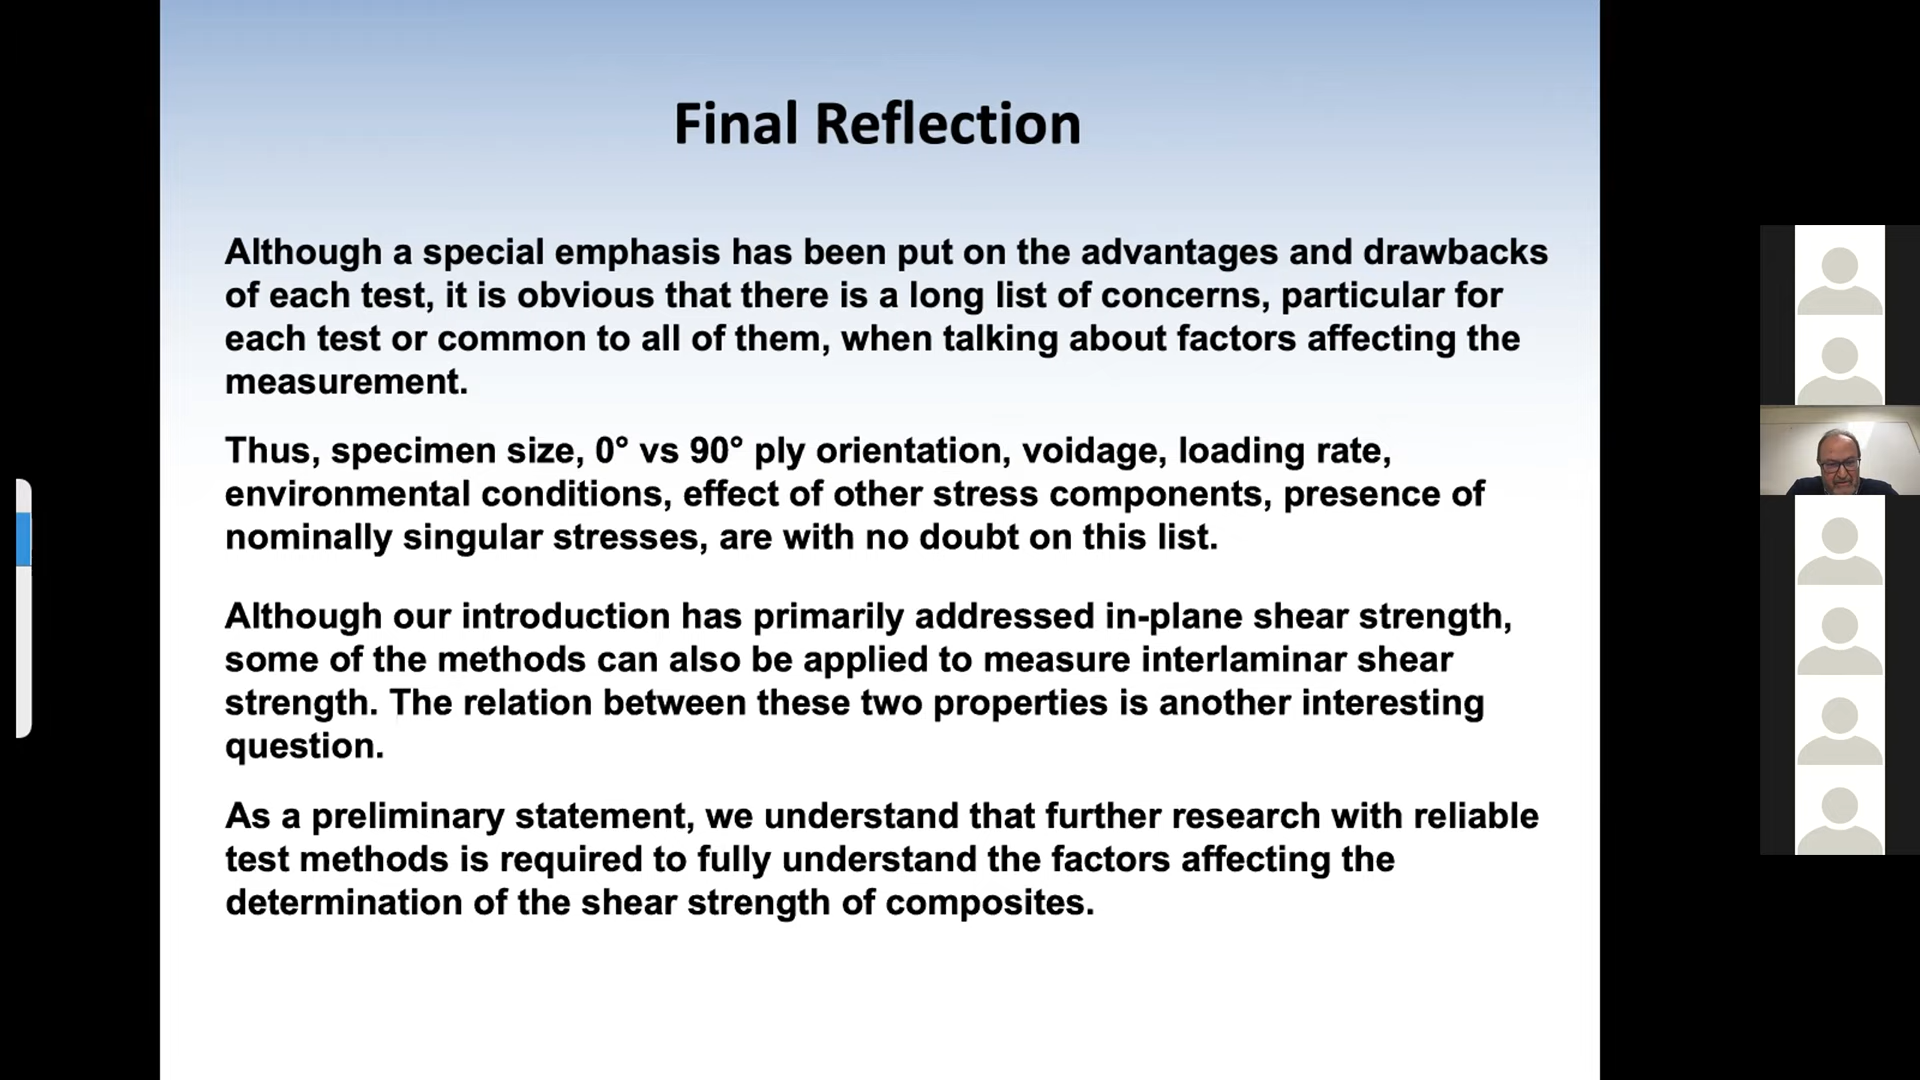 Final Reflection
Although a special emphasis has been put on the advantages and drawbacks
of each test, it is obvious that there is a long list of concerns, particular for
each test or common to all of them, when talking about factors affecting the
measurement.
Thus, specimen size, 0° vs 90° ply orientation, voidage, loading rate,
environmental conditions, effect of other stress components, presence of
nominally singular stresses, are with no doubt on this list.
Although our introduction has primarily addressed in-plane shear strength,
some of the methods can also be applied to measure interlaminar shear
strength. The relation between these two properties is another interesting
question.
As a preliminary statement, we understand that further research with reliable
test methods is required to fully understand the factors affecting the
determination of the shear strength of composites.